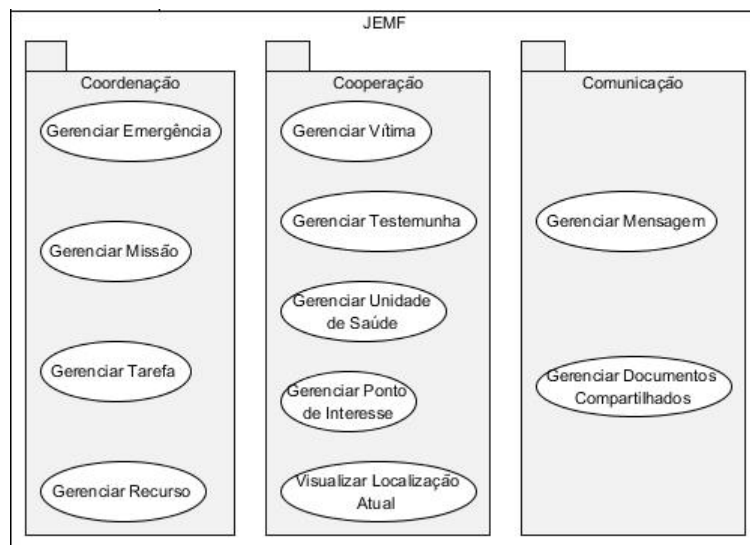 JEMF
Coordenação
Gerenciar Emergência
Gerenciar Missão
Gerenciar Tarefa
Gerenciar Recurso
Cooperação
Gerenciar Vítima
Gerenciar Testemunha
Gerenciar Unidade
de Saúde
Gerenciar Ponto
de Interesse
Visualizar Localização
Atual
Comunicação
Gerenciar Mensagem
Gerenciar Documentos
Compartilhados